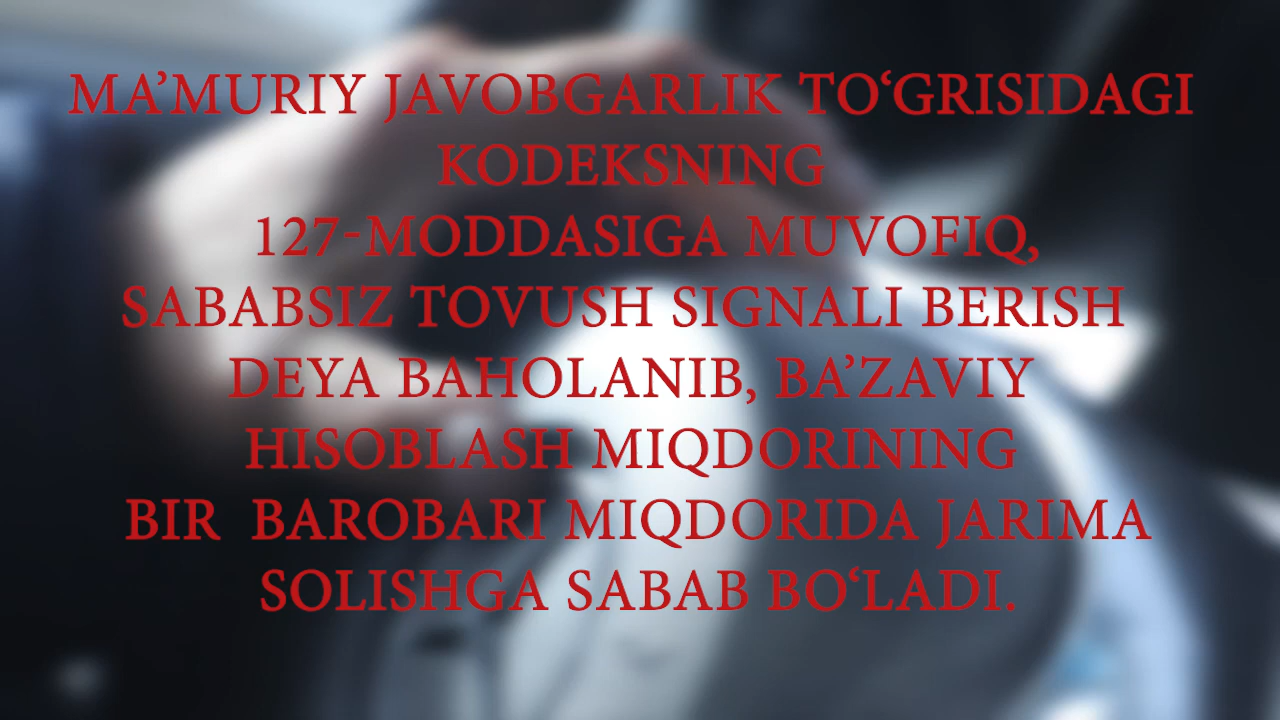 MA’MURIY JAVOBGARLIK TO‘GRISIDAGI
KODEKSNING
127-MODDASIGA MUVOFIQ,
SABABSIZ TOVUSH SIGNALI BERISH
DEYA BAHOLANIB, BA’ZAVIY
HISOBLASH MIQDORINING
BIR BAROBARI MIQDORIDA JARIMA
SOLISHGA SABAB BO‘LADI.